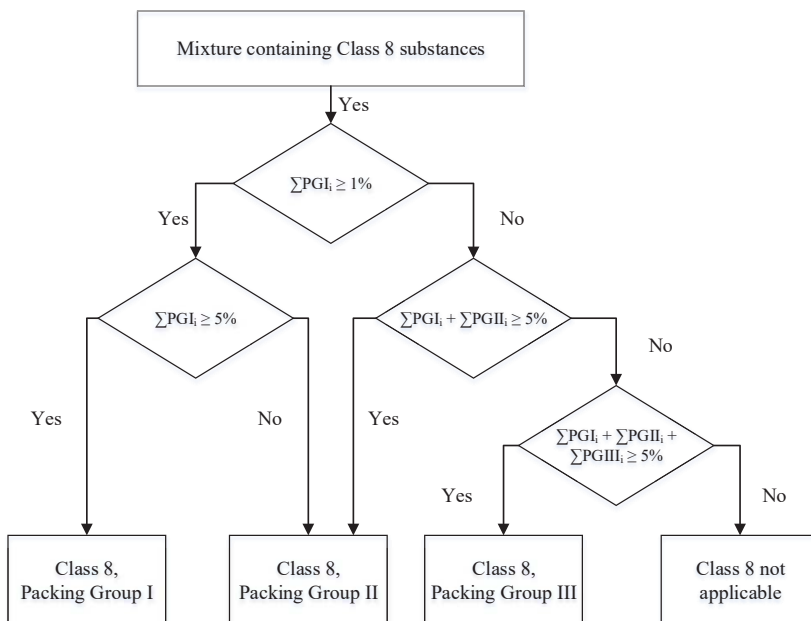 Mixture containing Class 8 substances
Yes
∑PGIᵢ ≥ 1%
Yes
No
∑PGIᵢ ≥ 5%
∑PGIᵢ + ∑PGIIᵢ ≥ 5%
No
Yes
No
Yes
∑PGIᵢ + ∑PGIIᵢ +
∑PGIIIᵢ ≥ 5%
Yes
No
Class 8,
Packing Group I
Class 8,
Packing Group II
Class 8,
Packing Group III
Class 8 not
applicable